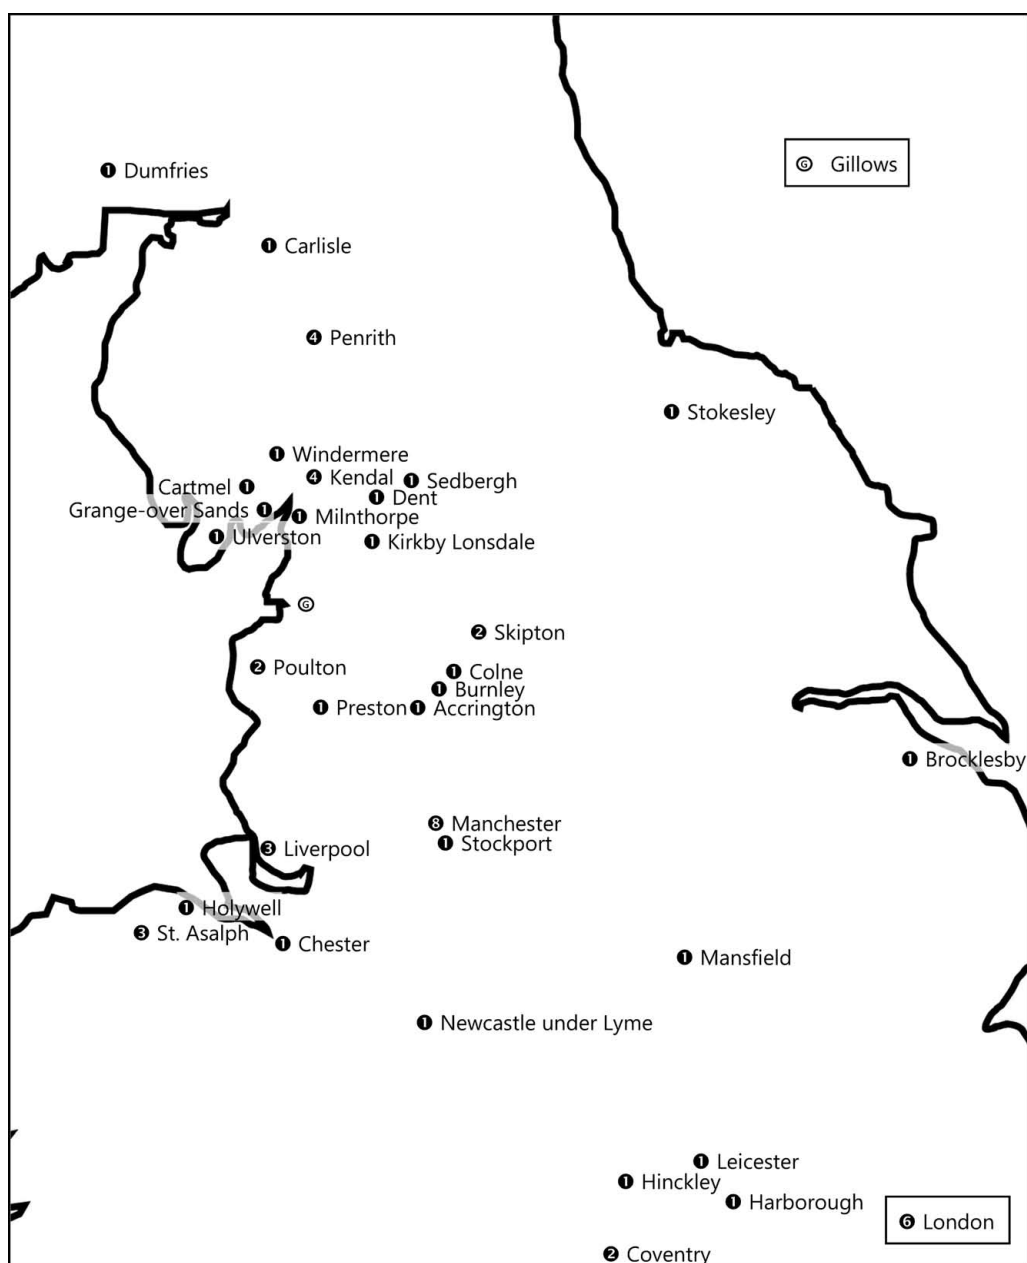 ❶ Dumfries
Ⓖ Gillows
❶ Carlisle
❹ Penrith
❶ Stokesley
❶ Windermere
❹ Kendal
❶ Sedbergh
Cartmel ❶
❶ Dent
Grange-over Sands ❶
❶ Milnthorpe
❶ Ulverston
❶ Kirkby Lonsdale
Ⓖ
❷ Skipton
❷ Poulton
❶ Colne
❶ Burnley
❶ Preston
❶ Accrington
❶ Brocklesby
❽ Manchester
❶ Stockport
❸ Liverpool
❶ Holywell
❸ St. Asalph
❶ Chester
❶ Mansfield
❶ Newcastle under Lyme
❶ Leicester
❶ Hinckley
❶ Harborough
❻ London
❷ Coventry